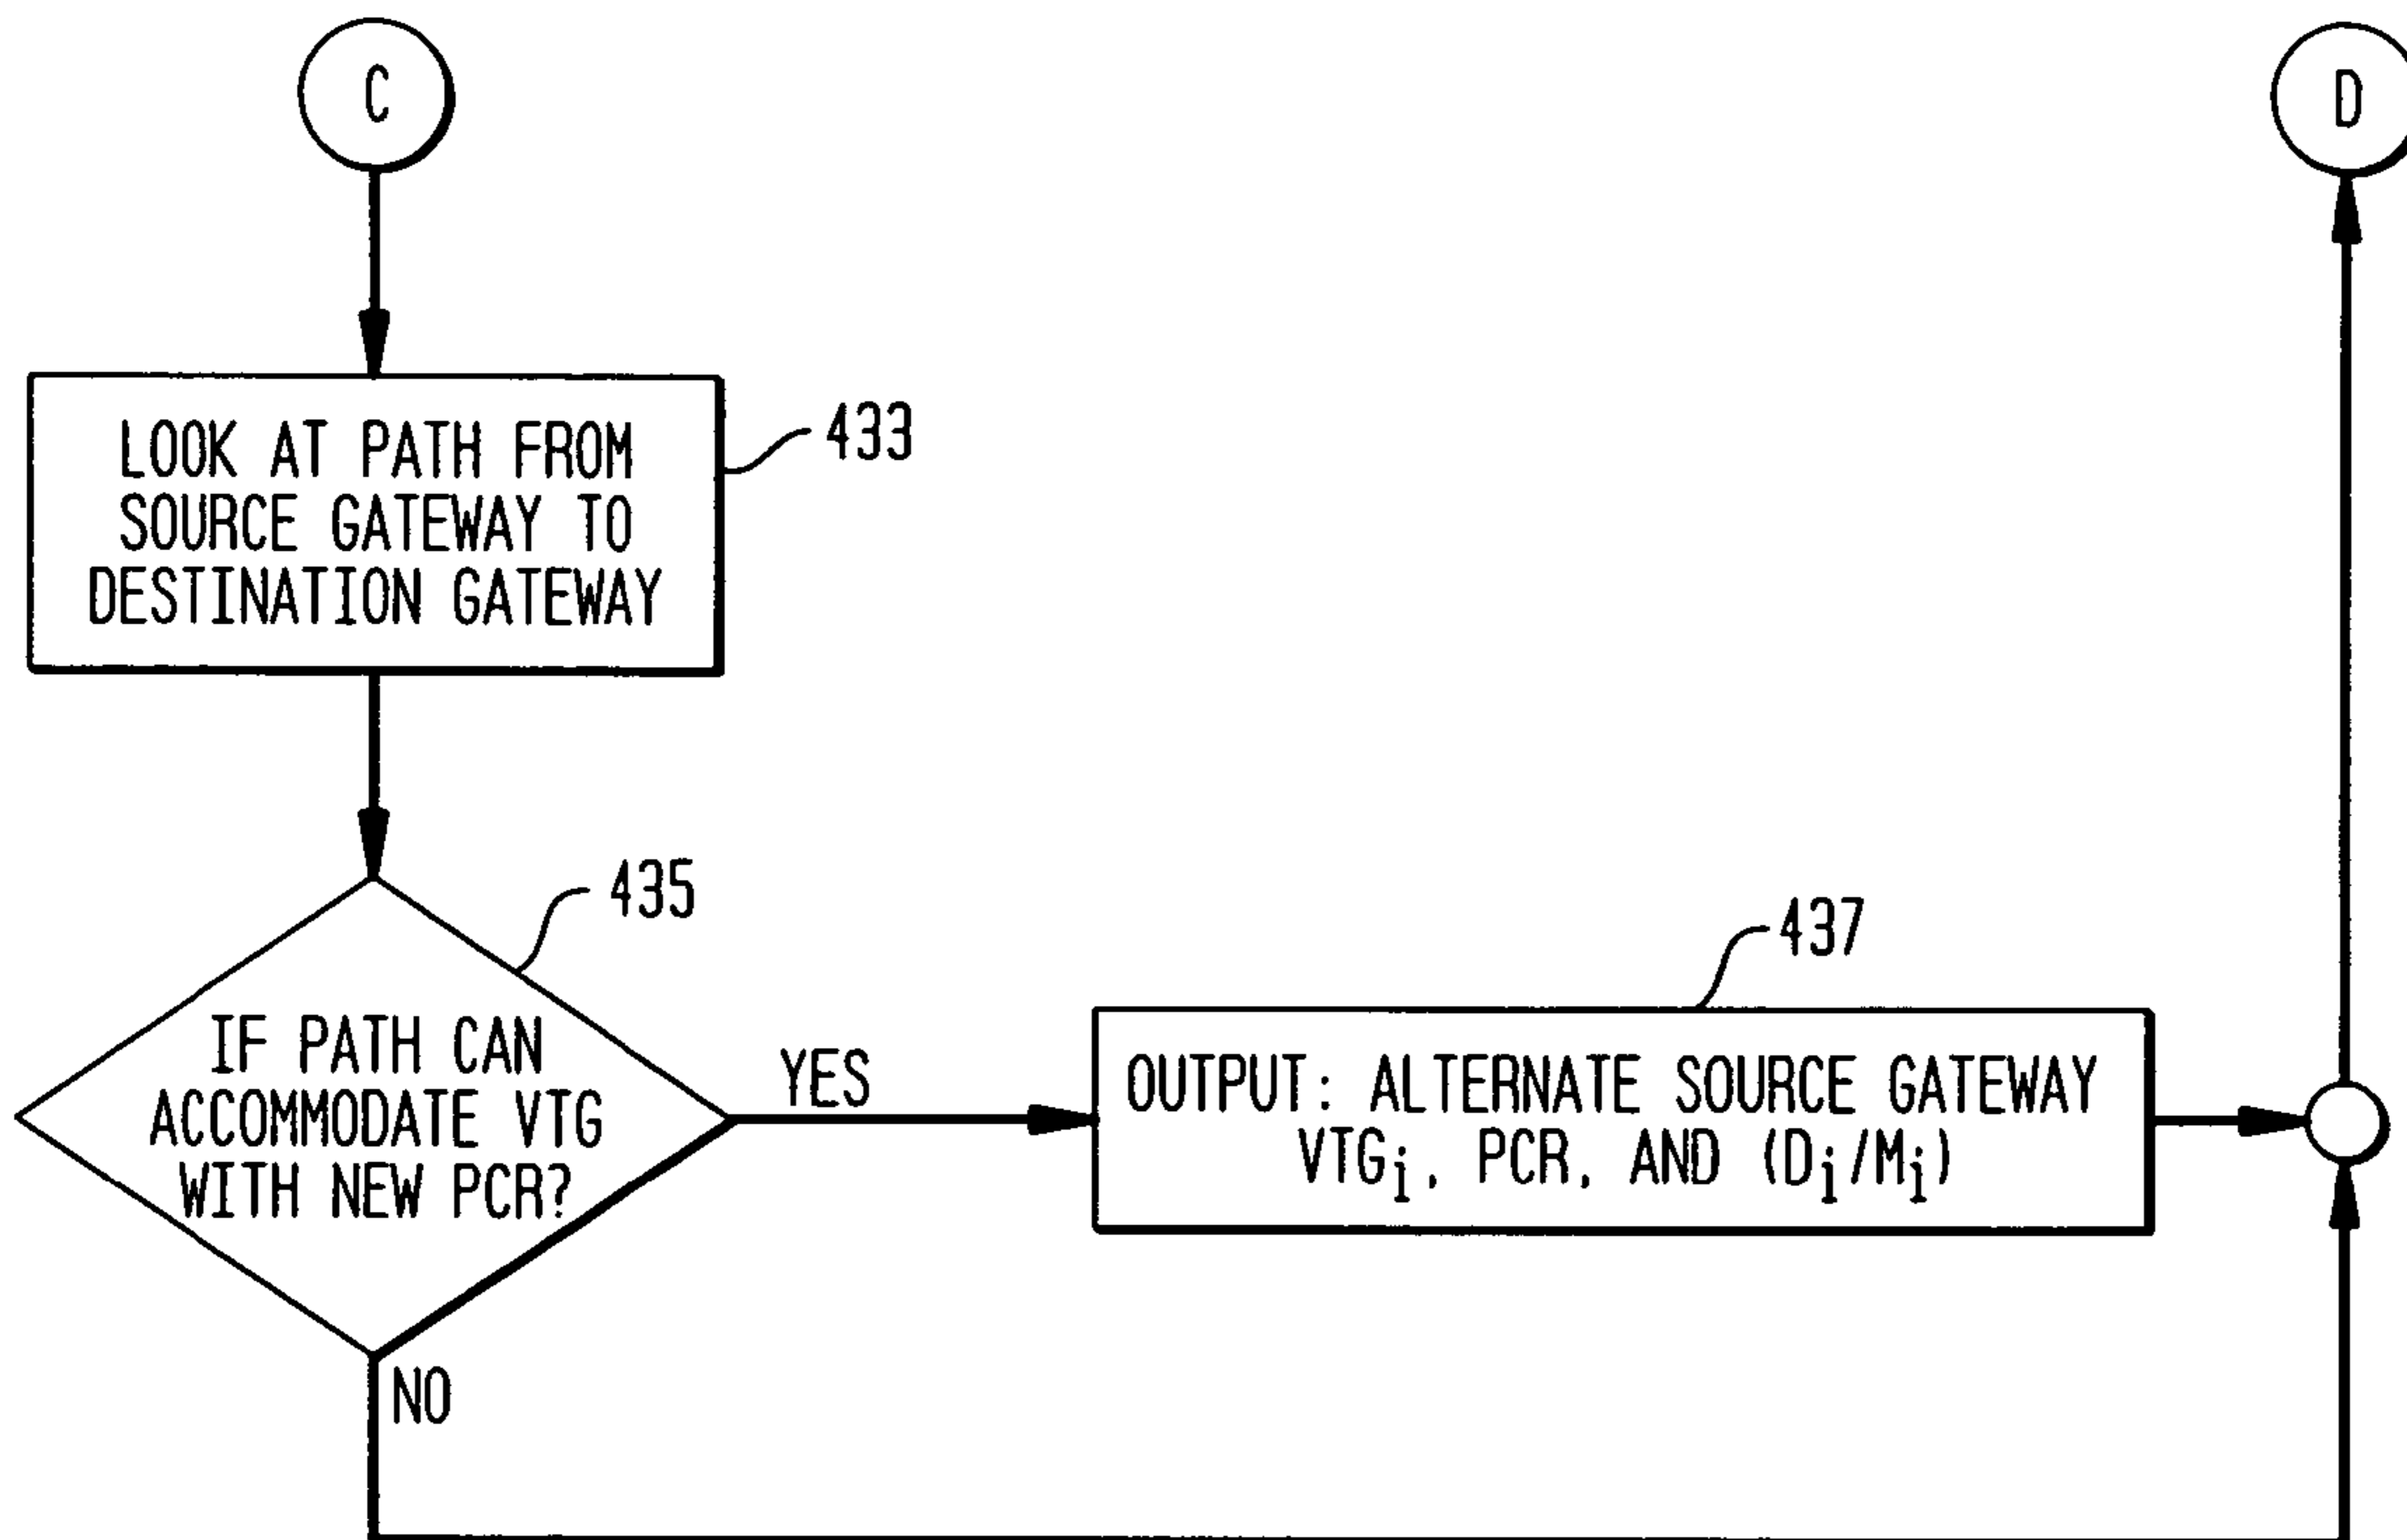 C
D
LOOK AT PATH FROM
SOURCE GATEWAY TO
DESTINATION GATEWAY
433
435
IF PATH CAN
ACCOMMODATE VTG
WITH NEW PCR?
YES
NO
437
OUTPUT: ALTERNATE SOURCE GATEWAY
VTGi, PCR, AND (Di/Mi)